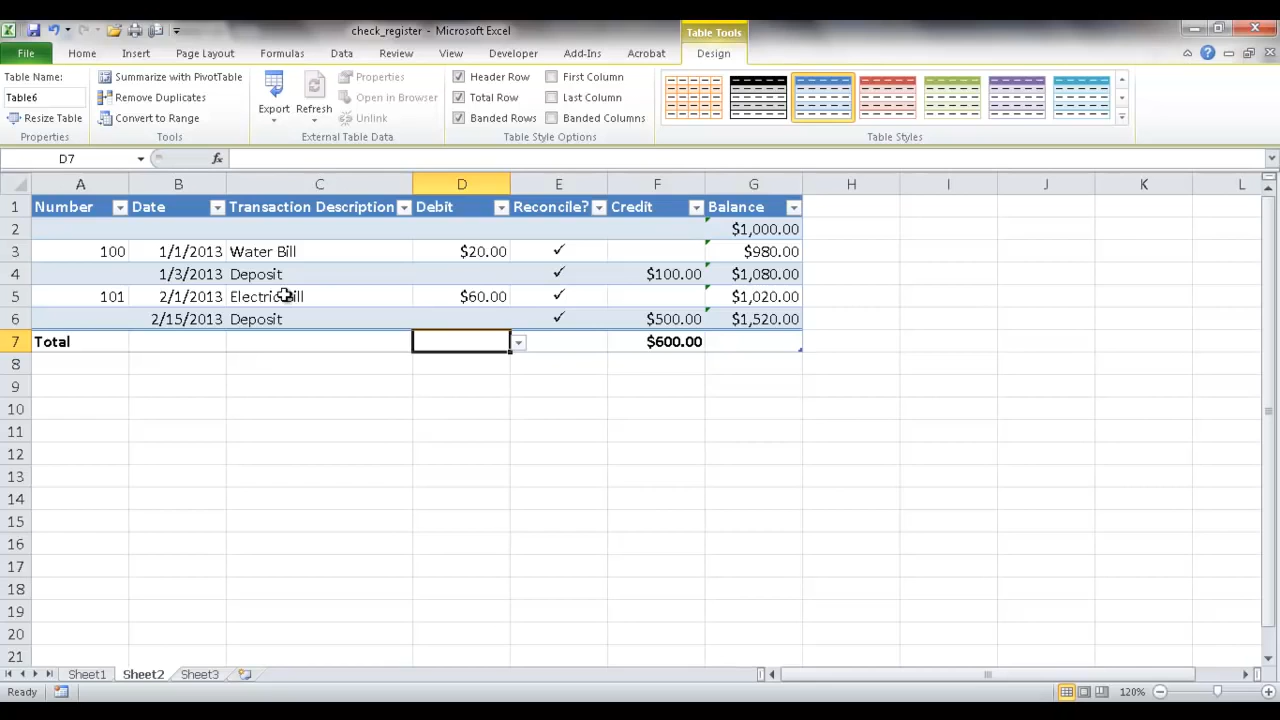 check_register - Microsoft Excel
Table Tools
File Home Insert Page Layout Formulas Data Review View Developer Add-Ins Acrobat Design
Table Name:
Resize Table
Properties
Summarize with PivotTable
Remove Duplicates
Convert to Range
Tools
Export
Refresh
Properties
Open in Browser
Unlink
External Table Data
Header Row
Total Row
Banded Rows
First Column
Last Column
Banded Columns
Table Style Options
Table Styles
D7
fx
A B C D E F G H I J K L
1 Number Date Transaction Description Debit Reconcile? Credit Balance
2 $1,000.00
3 100 1/1/2013 Water Bill $20.00 ✓ $980.00
4 1/3/2013 Deposit ✓ $100.00 $1,080.00
5 101 2/1/2013 Electric Bill $60.00 ✓ $1,020.00
6 2/15/2013 Deposit ✓ $500.00 $1,520.00
7 Total $600.00
8
9
10
11
12
13
14
15
16
17
18
19
20
21
Sheet1 Sheet2 Sheet3
Ready 120%